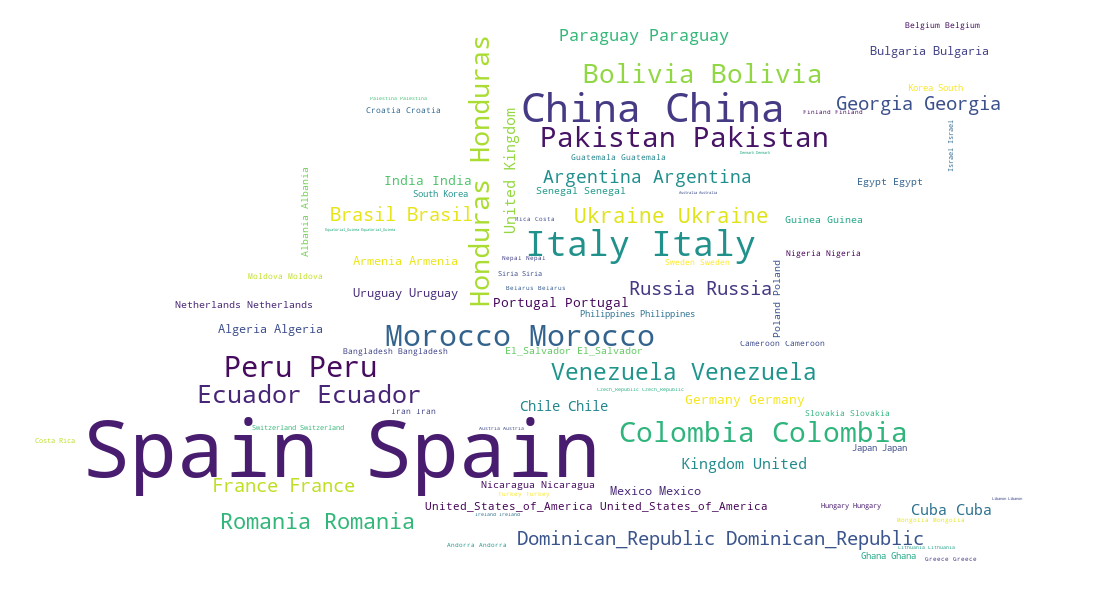 Belgium Belgium
Paraguay Paraguay
Bulgaria Bulgaria
Honduras Honduras
Bolivia Bolivia
Korea South
Palestina Palestina
China China
Georgia Georgia
Croatia Croatia
Finland Finland
United Kingdom
Pakistan Pakistan
Israel Israel
Denmark Denmark
Guatemala Guatemala
Albania Albania
India India
Argentina Argentina
Egypt Egypt
South Korea
Senegal Senegal
Australia Australia
Brasil Brasil
Rica Costa
Ukraine Ukraine
Guinea Guinea
Equatorial_Guinea Equatorial_Guinea
Italy Italy
Nigeria Nigeria
Armenia Armenia
Nepal Nepal
Sweden Sweden
Moldova Moldova
Siria Siria
Poland Poland
Uruguay Uruguay
Belarus Belarus
Russia Russia
Netherlands Netherlands
Portugal Portugal
Philippines Philippines
Algeria Algeria
Morocco Morocco
Cameroon Cameroon
Bangladesh Bangladesh
El_Salvador El_Salvador
Peru Peru
Venezuela Venezuela
Ecuador Ecuador
Czech_Republic Czech_Republic
Germany Germany
Iran Iran
Chile Chile
Slovakia Slovakia
Switzerland Switzerland
Austria Austria
Colombia Colombia
Costa Rica
Spain Spain
Japan Japan
Kingdom United
France France
Nicaragua Nicaragua
Mexico Mexico
Turkey Turkey
Líbano Líbano
United_States_of_America United_States_of_America
Hungary Hungary
Cuba Cuba
Ireland Ireland
Romania Romania
Mongolia Mongolia
Dominican_Republic Dominican_Republic
Andorra Andorra
Lithuania Lithuania
Ghana Ghana
Greece Greece